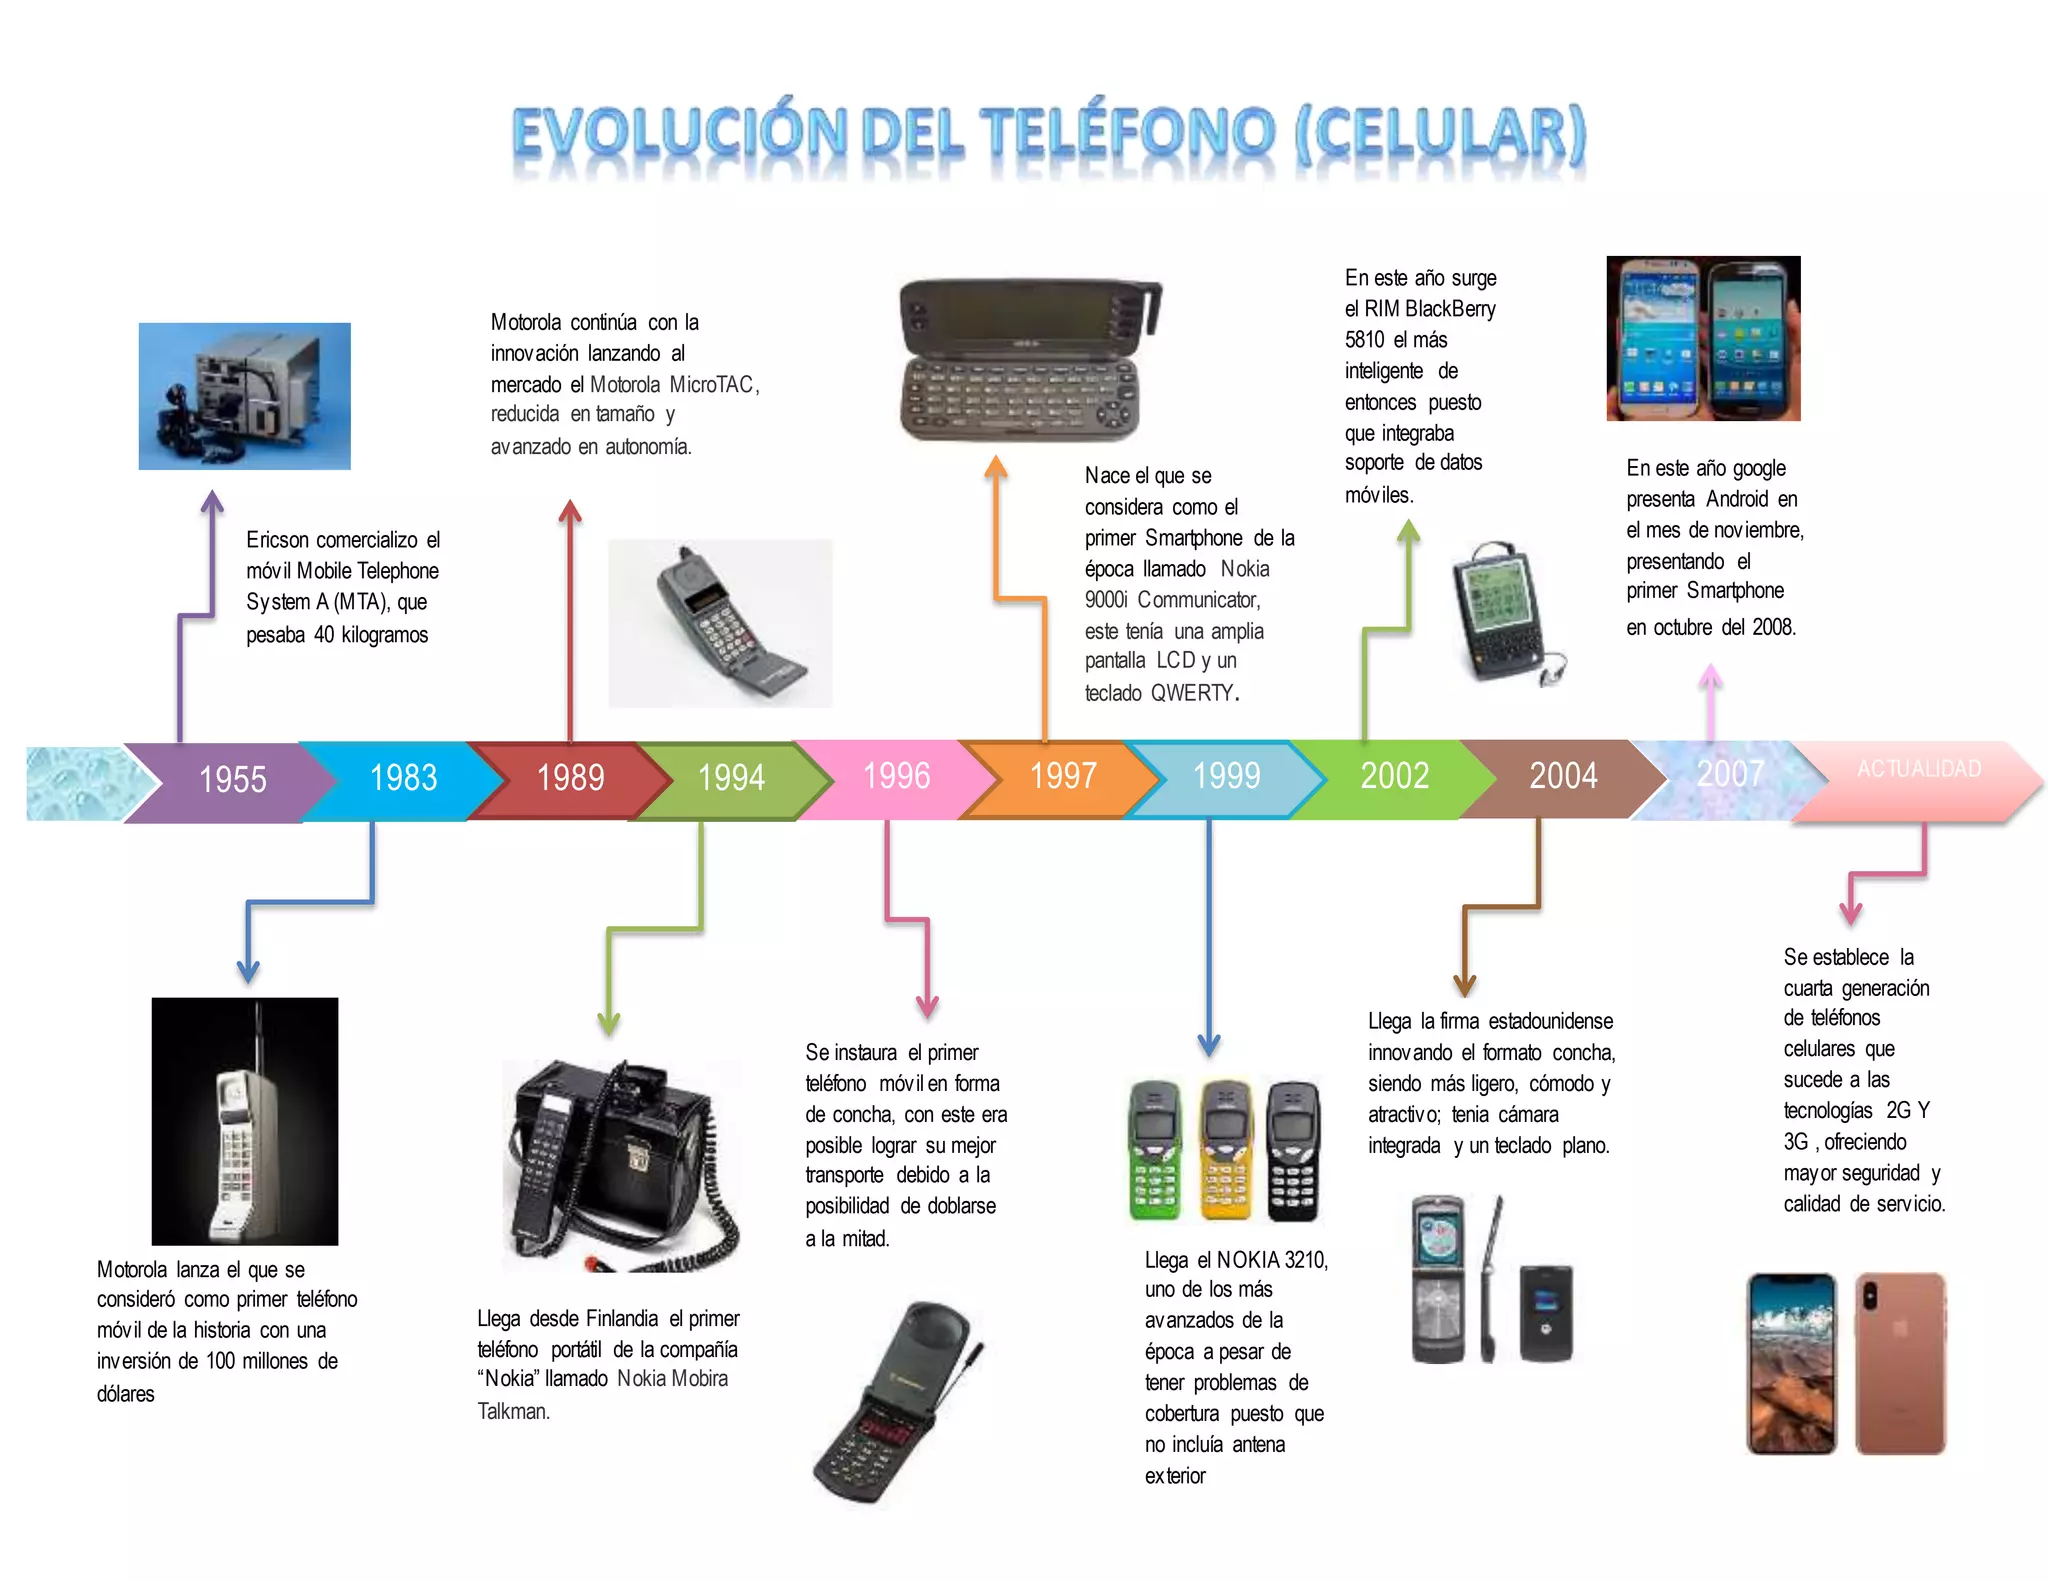 EVOLUCIÓN DEL TELÉFONO (CELULAR)
Ericson comercializo el
móvil Mobile Telephone
System A (MTA), que
pesaba 40 kilogramos
Motorola continúa con la
innovación lanzando al
mercado el Motorola MicroTAC,
reducida en tamaño y
avanzado en autonomía.
Nace el que se
considera como el
primer Smartphone de la
época llamado Nokia
9000i Communicator,
este tenía una amplia
pantalla LCD y un
teclado QWERTY.
En este año surge
el RIM BlackBerry
5810 el más
inteligente de
entonces puesto
que integraba
soporte de datos
móviles.
En este año google
presenta Android en
el mes de noviembre,
presentando el
primer Smartphone
en octubre del 2008.
1955
1983
1989
1994
1996
1997
1999
2002
2004
2007
ACTUALIDAD
Motorola lanza el que se
consideró como primer teléfono
móvil de la historia con una
inversión de 100 millones de
dólares
Llega desde Finlandia el primer
teléfono portátil de la compañía
“Nokia” llamado Nokia Mobira
Talkman.
Se instaura el primer
teléfono móvil en forma
de concha, con este era
posible lograr su mejor
transporte debido a la
posibilidad de doblarse
a la mitad.
Llega el NOKIA 3210,
uno de los más
avanzados de la
época a pesar de
tener problemas de
cobertura puesto que
no incluía antena
exterior
Llega la firma estadounidense
innovando el formato concha,
siendo más ligero, cómodo y
atractivo; tenia cámara
integrada y un teclado plano.
Se establece la
cuarta generación
de teléfonos
celulares que
sucede a las
tecnologías 2G Y
3G , ofreciendo
mayor seguridad y
calidad de servicio.